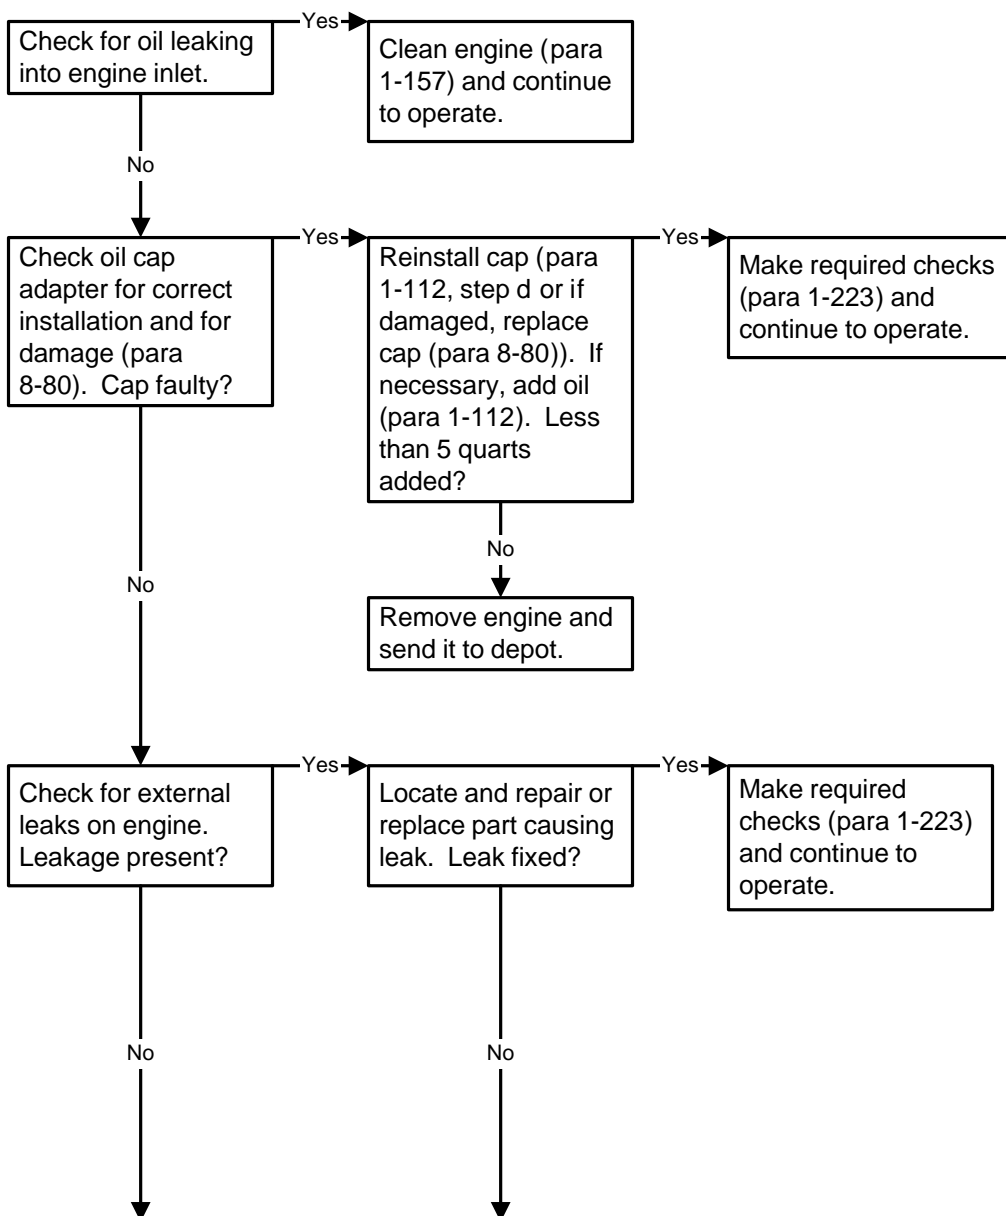 Check for oil leaking
into engine inlet.
Yes
Clean engine (para
1-157) and continue
to operate.
No
Check oil cap
adapter for correct
installation and for
damage (para
8-80).  Cap faulty?
Yes
Reinstall cap (para
1-112, step d or if
damaged, replace
cap (para 8-80)).  If
necessary, add oil
(para 1-112).  Less
than 5 quarts
added?
Yes
Make required checks
(para 1-223) and
continue to operate.
No
Remove engine and
send it to depot.
No
Check for external
leaks on engine.
Leakage present?
Yes
Locate and repair or
replace part causing
leak.  Leak fixed?
Yes
Make required
checks (para 1-223)
and continue to
operate.
No
No